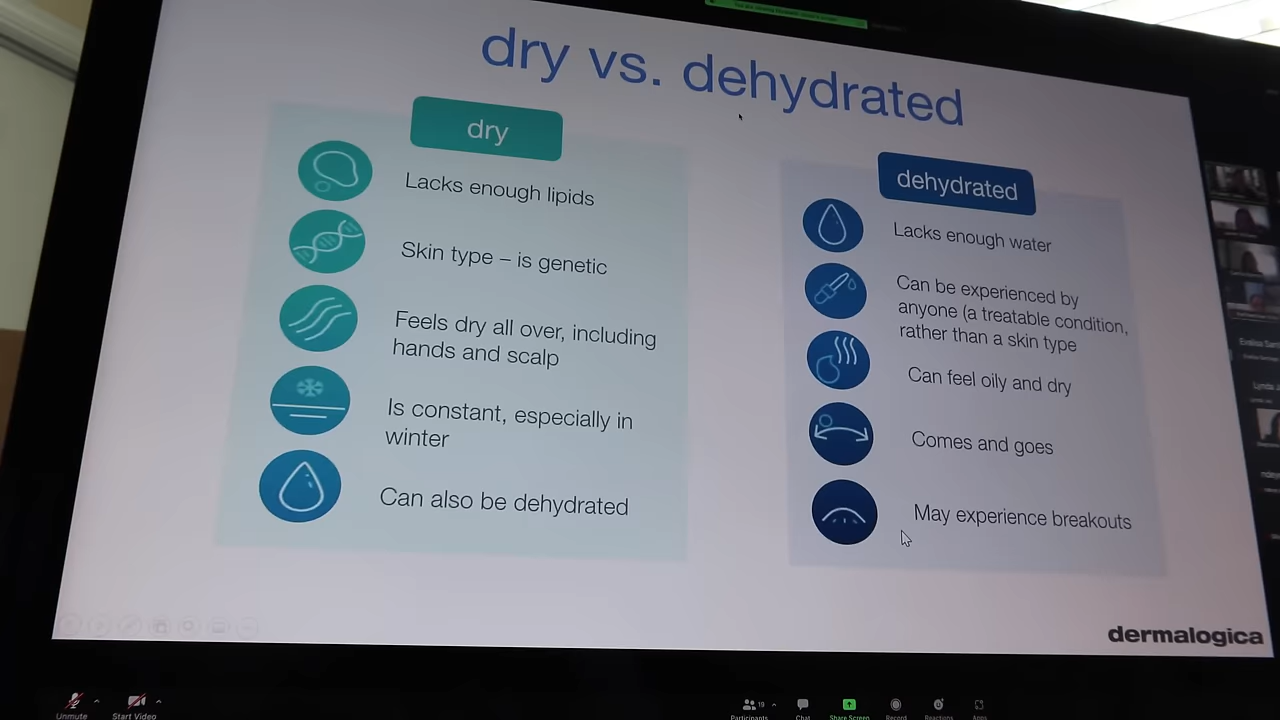 dry vs. dehydrated
dry
Lacks enough lipids
Skin type – is genetic
Feels dry all over, including
hands and scalp
Is constant, especially in
winter
Can also be dehydrated
dehydrated
Lacks enough water
Can be experienced by
anyone (a treatable condition,
rather than a skin type
Can feel oily and dry
Comes and goes
May experience breakouts
dermalogica
Unmute
Start Video
19
Participants
Chat
Share Screen
Record
Reactions
Apps